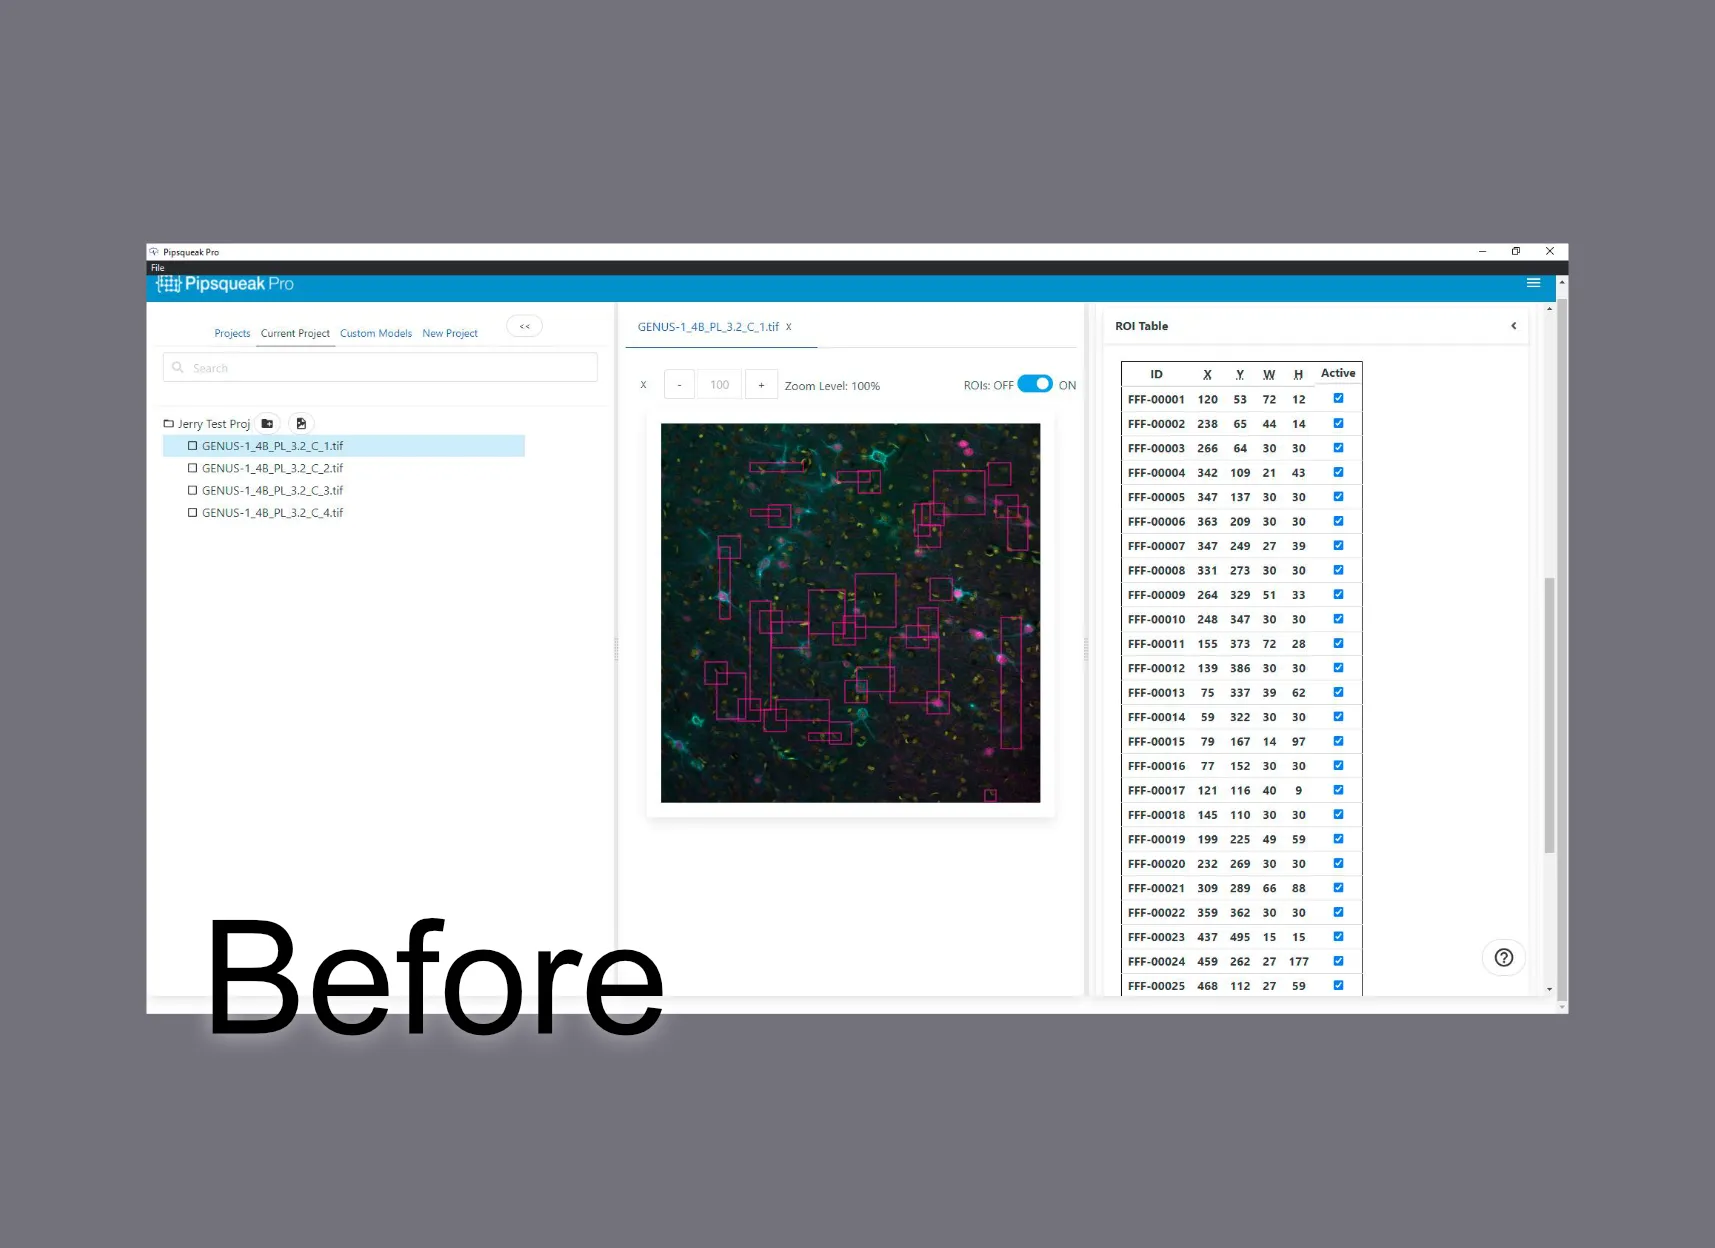 Pipsqueak Pro
File
Pipsqueak Pro
Projects Current Project Custom Models New Project <<
Search
Jerry Test Proj
GENUS-1_4B_PL_3.2_C_1.tif
GENUS-1_4B_PL_3.2_C_2.tif
GENUS-1_4B_PL_3.2_C_3.tif
GENUS-1_4B_PL_3.2_C_4.tif
GENUS-1_4B_PL_3.2_C_1.tif x
X - 100 + Zoom Level: 100% ROIs: OFF ON
ROI Table
ID X Y W H Active
FFF-00001 120 53 72 12
FFF-00002 238 65 44 14
FFF-00003 266 64 30 30
FFF-00004 342 109 21 43
FFF-00005 347 137 30 30
FFF-00006 363 209 30 30
FFF-00007 347 249 27 39
FFF-00008 331 273 30 30
FFF-00009 264 329 51 33
FFF-00010 248 347 30 30
FFF-00011 155 373 72 28
FFF-00012 139 386 30 30
FFF-00013 75 337 39 62
FFF-00014 59 322 30 30
FFF-00015 79 167 14 97
FFF-00016 77 152 30 30
FFF-00017 121 116 40 9
FFF-00018 145 110 30 30
FFF-00019 199 225 49 59
FFF-00020 232 269 30 30
FFF-00021 309 289 66 88
FFF-00022 359 362 30 30
FFF-00023 437 495 15 15
FFF-00024 459 262 27 177
FFF-00025 468 112 27 59
Before